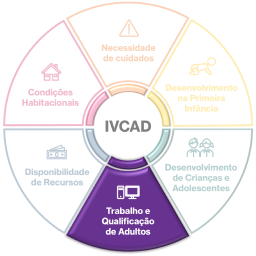 Necessidade
de cuidados
Condições
Habitacionais
Desenvolvimento
na Primeira
Infância
IVCAD
Disponibilidade
de Recursos
Desenvolvimento
de Crianças e
Adolescentes
Trabalho e
Qualificação
de Adultos